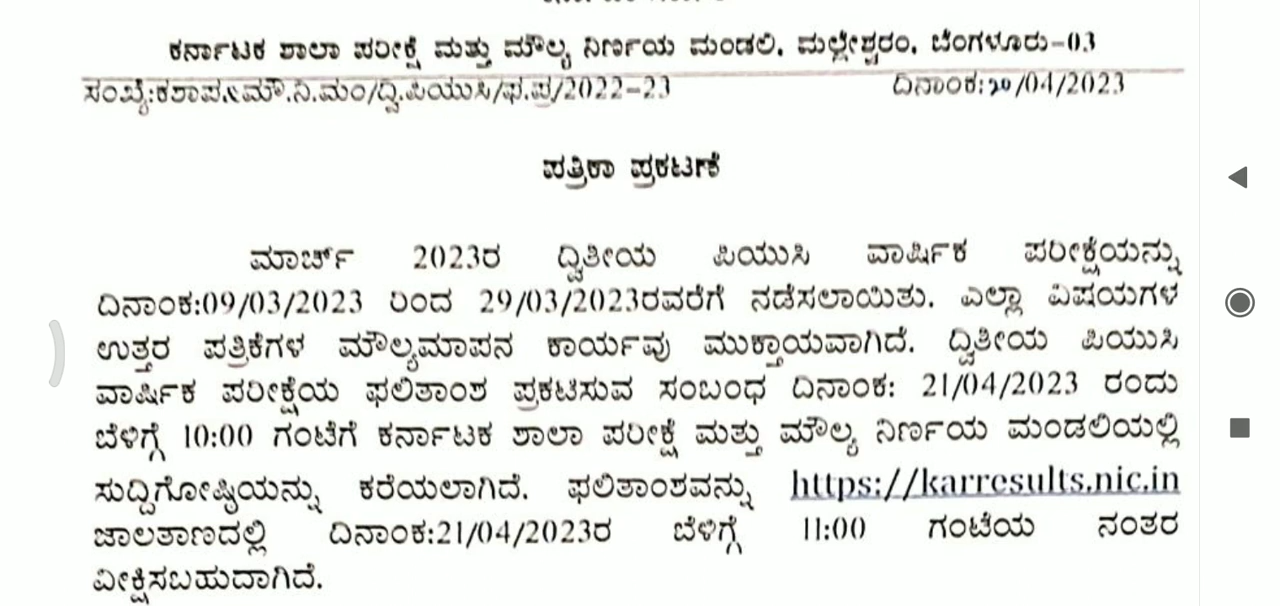 ಕರ್ನಾಟಕ ಶಾಲಾ ಪರೀಕ್ಷೆ ಮತ್ತು ಮೌಲ್ಯ ನಿರ್ಣಯ ಮಂಡಲಿ, ಮಲ್ಲೇಶ್ವರಂ, ಬೆಂಗಳೂರು-03
ಸಂಖ್ಯೆ:ಕಶಾಪ&ಮೌ.ನಿ.ಮಂ/ದ್ವಿ.ಪಿಯುಸಿ/ಫ.ಪ್ರ/2022-23 ದಿನಾಂಕ:೨೦/04/2023
ಪತ್ರಿಕಾ ಪ್ರಕಟಣೆ
ಮಾರ್ಚ್ 2023ರ ದ್ವಿತೀಯ ಪಿಯುಸಿ ವಾರ್ಷಿಕ ಪರೀಕ್ಷೆಯನ್ನು
ದಿನಾಂಕ:09/03/2023 ರಿಂದ 29/03/2023ರವರೆಗೆ ನಡೆಸಲಾಯಿತು. ಎಲ್ಲಾ ವಿಷಯಗಳ
ಉತ್ತರ ಪತ್ರಿಕೆಗಳ ಮೌಲ್ಯಮಾಪನ ಕಾರ್ಯವು ಮುಕ್ತಾಯವಾಗಿದೆ. ದ್ವಿತೀಯ ಪಿಯುಸಿ
ವಾರ್ಷಿಕ ಪರೀಕ್ಷೆಯ ಫಲಿತಾಂಶ ಪ್ರಕಟಿಸುವ ಸಂಬಂಧ ದಿನಾಂಕ: 21/04/2023 ರಂದು
ಬೆಳಿಗ್ಗೆ 10:00 ಗಂಟೆಗೆ ಕರ್ನಾಟಕ ಶಾಲಾ ಪರೀಕ್ಷೆ ಮತ್ತು ಮೌಲ್ಯ ನಿರ್ಣಯ ಮಂಡಲಿಯಲ್ಲಿ
ಸುದ್ದಿಗೋಷ್ಠಿಯನ್ನು ಕರೆಯಲಾಗಿದೆ. ಫಲಿತಾಂಶವನ್ನು https://karresults.nic.in
ಜಾಲತಾಣದಲ್ಲಿ ದಿನಾಂಕ:21/04/2023ರ ಬೆಳಿಗ್ಗೆ 11:00 ಗಂಟೆಯ ನಂತರ
ವೀಕ್ಷಿಸಬಹುದಾಗಿದೆ.